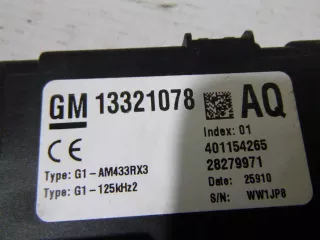 GM 13321078 AQ
Index: 01
401154265
28279971
Type: G1-AM433RX3
Date: 25910
Type: G1-125kHz2
S/N: WW1JP8
CE